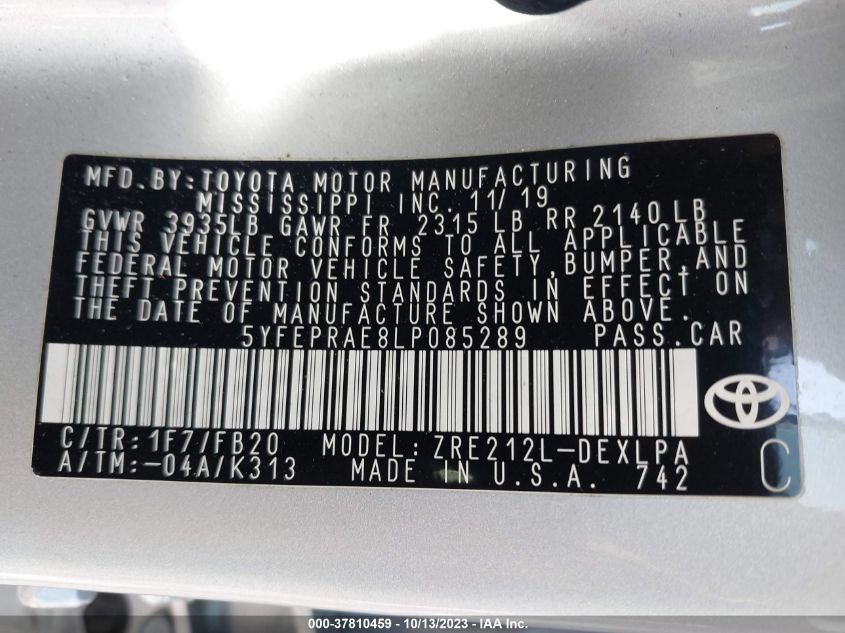 MFD.BY:TOYOTA MOTOR MANUFACTURING
MISSISSIPPI INC. 11/19
GVWR 3935LB GAWR FR 2315 LB RR 2140LB
THIS VEHICLE CONFORMS TO ALL APPLICABLE
FEDERAL MOTOR VEHICLE SAFETY,BUMPER,AND
THEFT PREVENTION STANDARDS IN EFFECT ON
THE DATE OF MANUFACTURE SHOWN ABOVE.
5YFEPRAE8LP085289 PASS.CAR
C/TR:1F7/FB20 MODEL:ZRE212L-DEXLPA
A/TM:-04A/K313 MADE IN U.S.A. 742 C
000-37810459 - 10/13/2023 - IAA Inc.